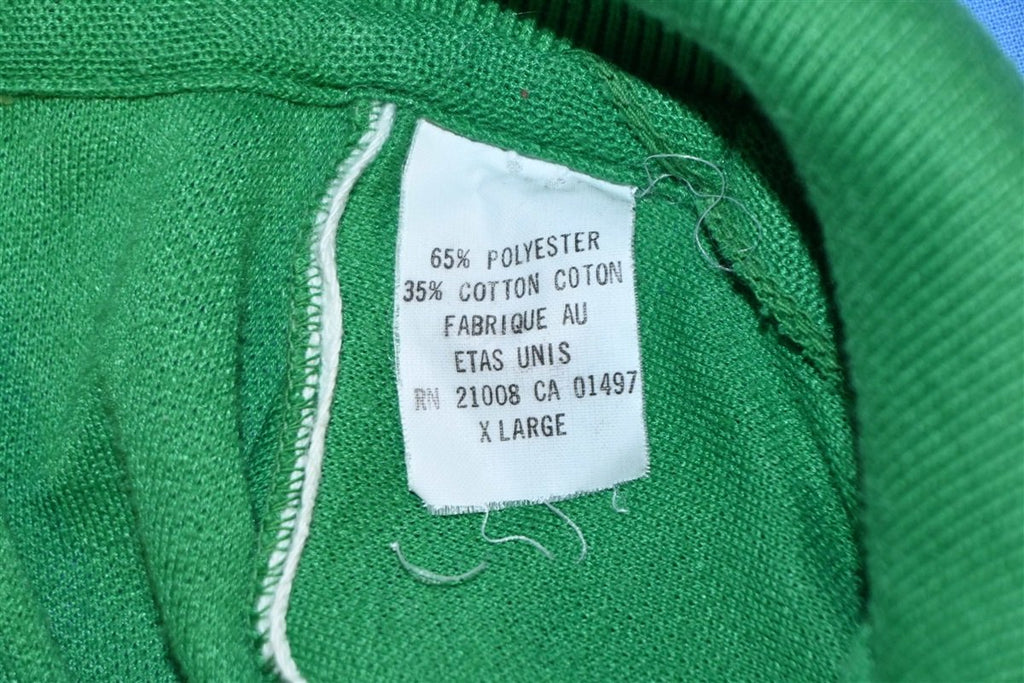 65% POLYESTER
35% COTTON COTON
FABRIQUE AU
ETAS UNIS
RN 21008 CA 01497
X LARGE